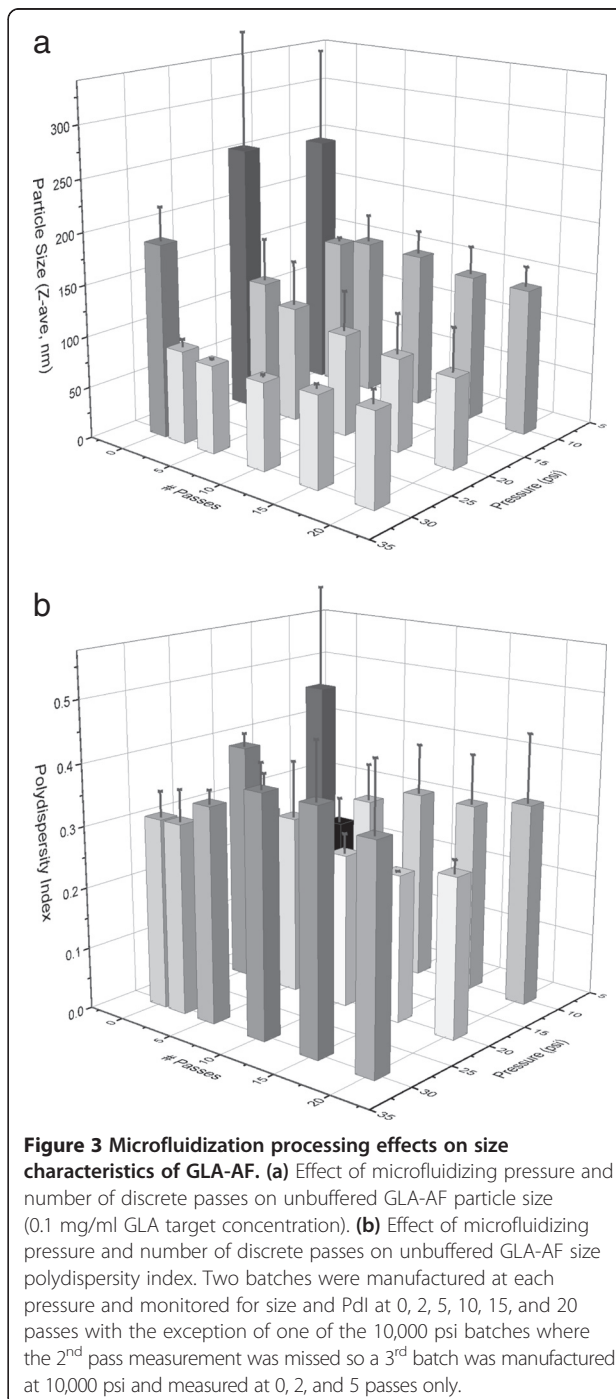 a
300
250
200
150
100
50
0
Particle Size (Z-ave, nm)
0
5
10
15
20
# Passes
5
10
15
20
25
30
35
Pressure (psi)
b
0.5
0.4
0.3
0.2
0.1
0.0
Polydispersity Index
0
5
10
15
20
# Passes
5
10
15
20
25
30
35
Pressure (psi)
Figure 3 Microfluidization processing effects on size
characteristics of GLA-AF. (a) Effect of microfluidizing pressure and
number of discrete passes on unbuffered GLA-AF particle size
(0.1 mg/ml GLA target concentration). (b) Effect of microfluidizing
pressure and number of discrete passes on unbuffered GLA-AF size
polydispersity index. Two batches were manufactured at each
pressure and monitored for size and PdI at 0, 2, 5, 10, 15, and 20
passes with the exception of one of the 10,000 psi batches where
the 2nd pass measurement was missed so a 3rd batch was manufactured
at 10,000 psi and measured at 0, 2, and 5 passes only.